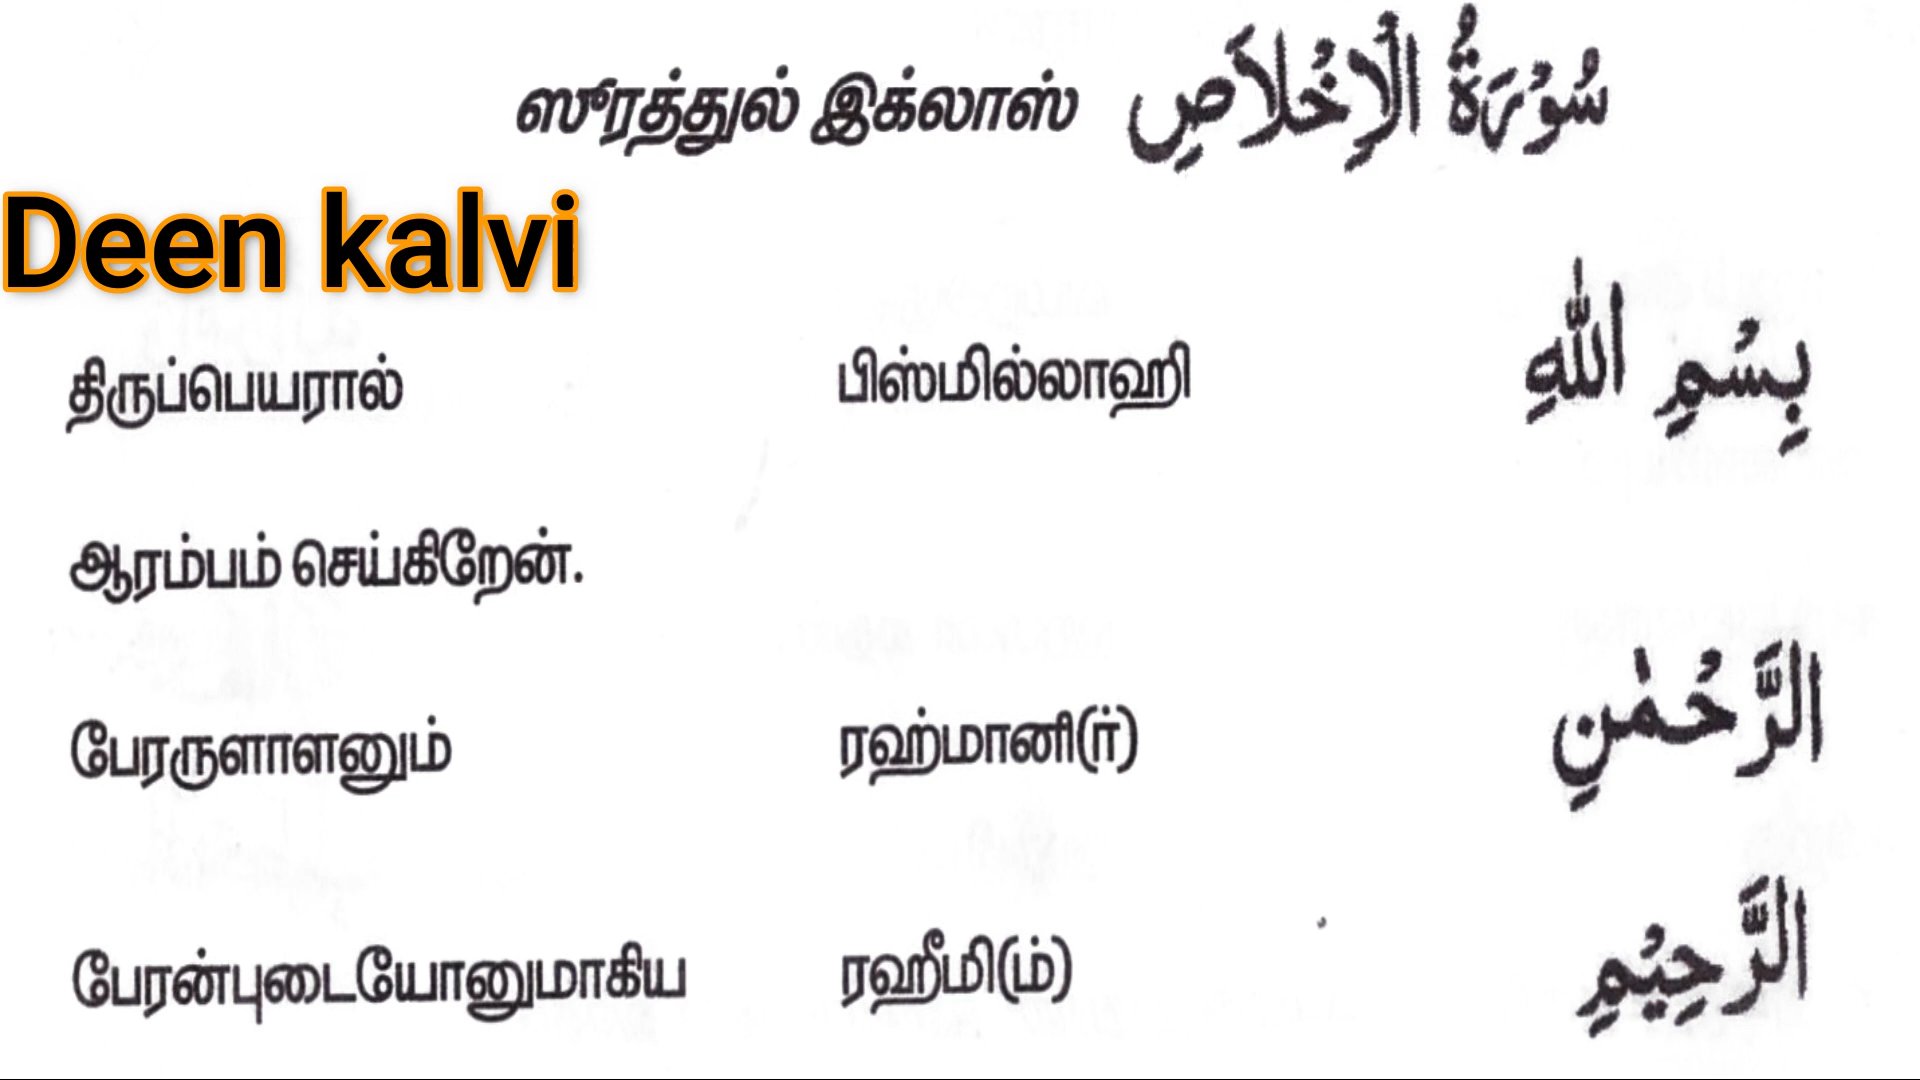 ஸூரத்துல் இக்லாஸ் سُوْرَةُ الْاِخْلَاصِ
Deen kalvi
திருப்பெயரால் பிஸ்மில்லாஹி بِسْمِ اللّٰهِ
ஆரம்பம் செய்கிறேன்.
பேரருளாளனும் ரஹ்மானி(ர்) الرَّحْمٰنِ
பேரன்புடையோனுமாகிய ரஹீமி(ம்) الرَّحِيْمِ